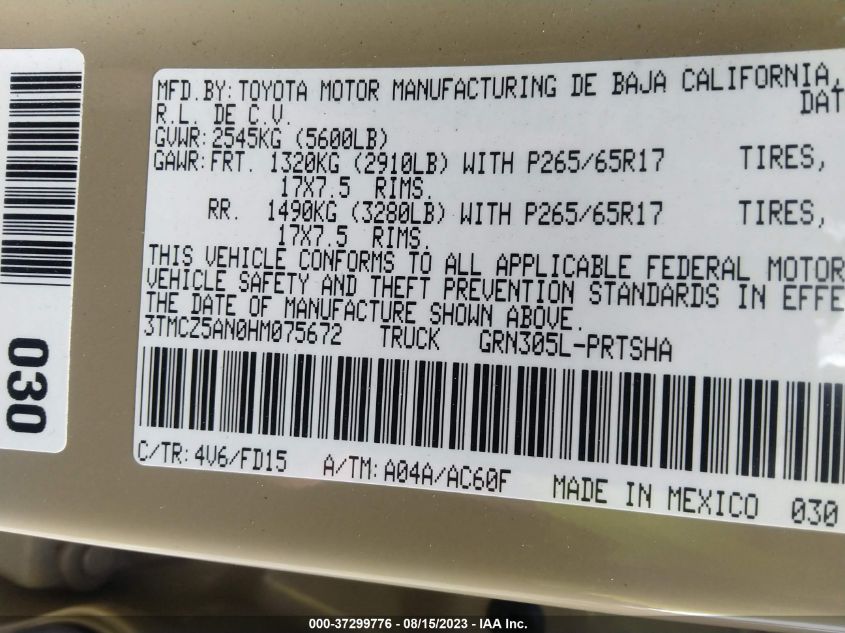 MFD.BY: TOYOTA MOTOR MANUFACTURING DE BAJA CALIFORNIA,
R.L. DE C.V. DAT
GVWR: 2545KG (5600LB)
GAWR: FRT. 1320KG (2910LB) WITH P265/65R17 TIRES,
17X7.5 RIMS.
RR. 1490KG (3280LB) WITH P265/65R17 TIRES,
17X7.5 RIMS.
THIS VEHICLE CONFORMS TO ALL APPLICABLE FEDERAL MOTOR
VEHICLE SAFETY AND THEFT PREVENTION STANDARDS IN EFFE
THE DATE OF MANUFACTURE SHOWN ABOVE.
3TMCZ5AN0HM075672 TRUCK GRN305L-PRTSHA
C/TR: 4V6/FD15 A/TM: A04A/AC60F MADE IN MEXICO 030
030
000-37299776 - 08/15/2023 - © IAA, Inc.